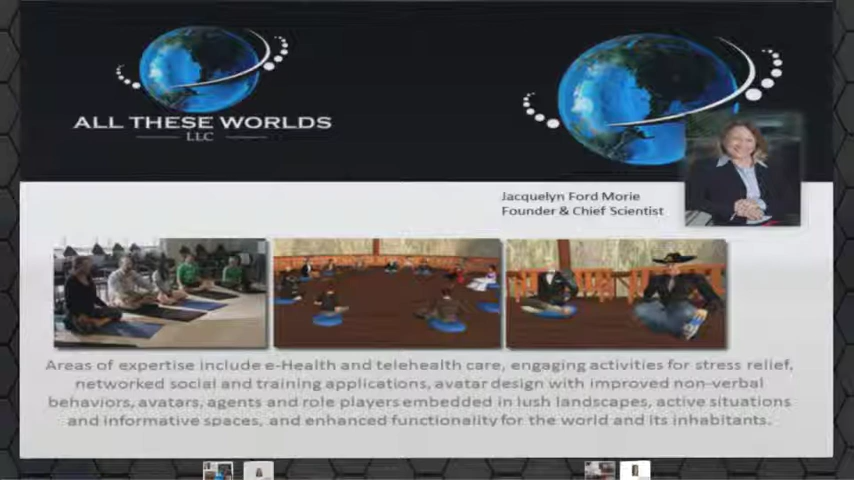 ALL THESE WORLDS
LLC
Jacquelyn Ford Morie
Founder & Chief Scientist
Areas of expertise include e-Health and telehealth care, engaging activities for stress relief,
networked social and training applications, avatar design with improved non-verbal
behaviors, avatars, agents and role players embedded in lush landscapes, active situations
and informative spaces, and enhanced functionality for the world and its inhabitants.